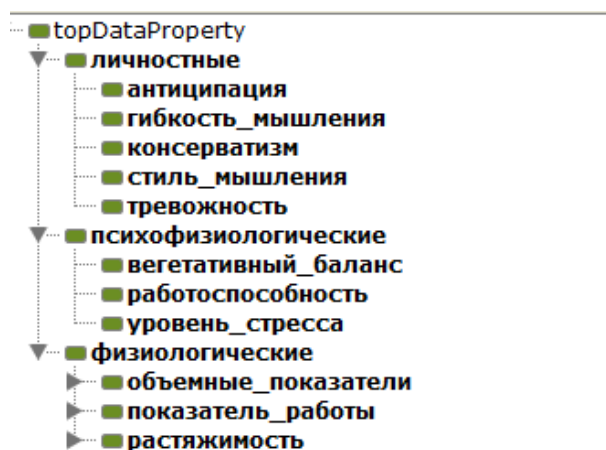 topDataProperty
личностные
антиципация
гибкость_мышления
консерватизм
стиль_мышления
тревожность
психофизиологические
вегетативный_баланс
работоспособность
уровень_стресса
физиологические
объемные_показатели
показатель_работы
растяжимость